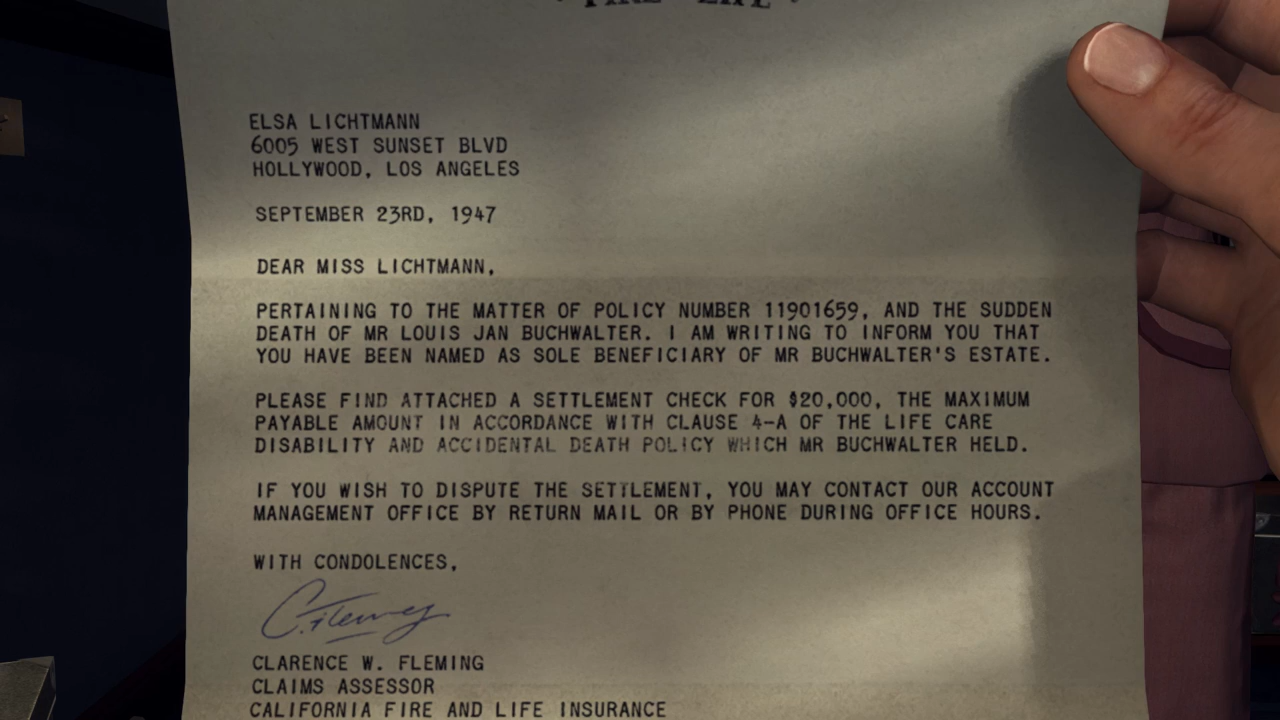 FIRE LIFE
ELSA LICHTMANN
6005 WEST SUNSET BLVD
HOLLYWOOD, LOS ANGELES
SEPTEMBER 23RD, 1947
DEAR MISS LICHTMANN,
PERTAINING TO THE MATTER OF POLICY NUMBER 11901659, AND THE SUDDEN
DEATH OF MR LOUIS JAN BUCHWALTER. I AM WRITING TO INFORM YOU THAT
YOU HAVE BEEN NAMED AS SOLE BENEFICIARY OF MR BUCHWALTER'S ESTATE.
PLEASE FIND ATTACHED A SETTLEMENT CHECK FOR $20,000, THE MAXIMUM
PAYABLE AMOUNT IN ACCORDANCE WITH CLAUSE 4-A OF THE LIFE CARE
DISABILITY AND ACCIDENTAL DEATH POLICY WHICH MR BUCHWALTER HELD.
IF YOU WISH TO DISPUTE THE SETTLEMENT, YOU MAY CONTACT OUR ACCOUNT
MANAGEMENT OFFICE BY RETURN MAIL OR BY PHONE DURING OFFICE HOURS.
WITH CONDOLENCES,
C.Fleming
CLARENCE W. FLEMING
CLAIMS ASSESSOR
CALIFORNIA FIRE AND LIFE INSURANCE